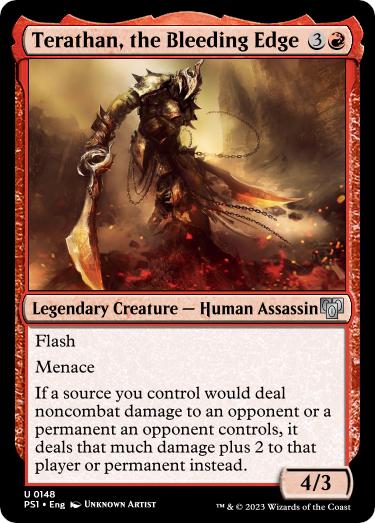 Terathan, the Bleeding Edge 3
Legendary Creature — Human Assassin
Flash
Menace
If a source you control would deal
noncombat damage to an opponent or a
permanent an opponent controls, it
deals that much damage plus 2 to that
player or permanent instead.
4/3
U 0148
PS1 • Eng Unknown Artist
™ & © 2023 Wizards of the Coast